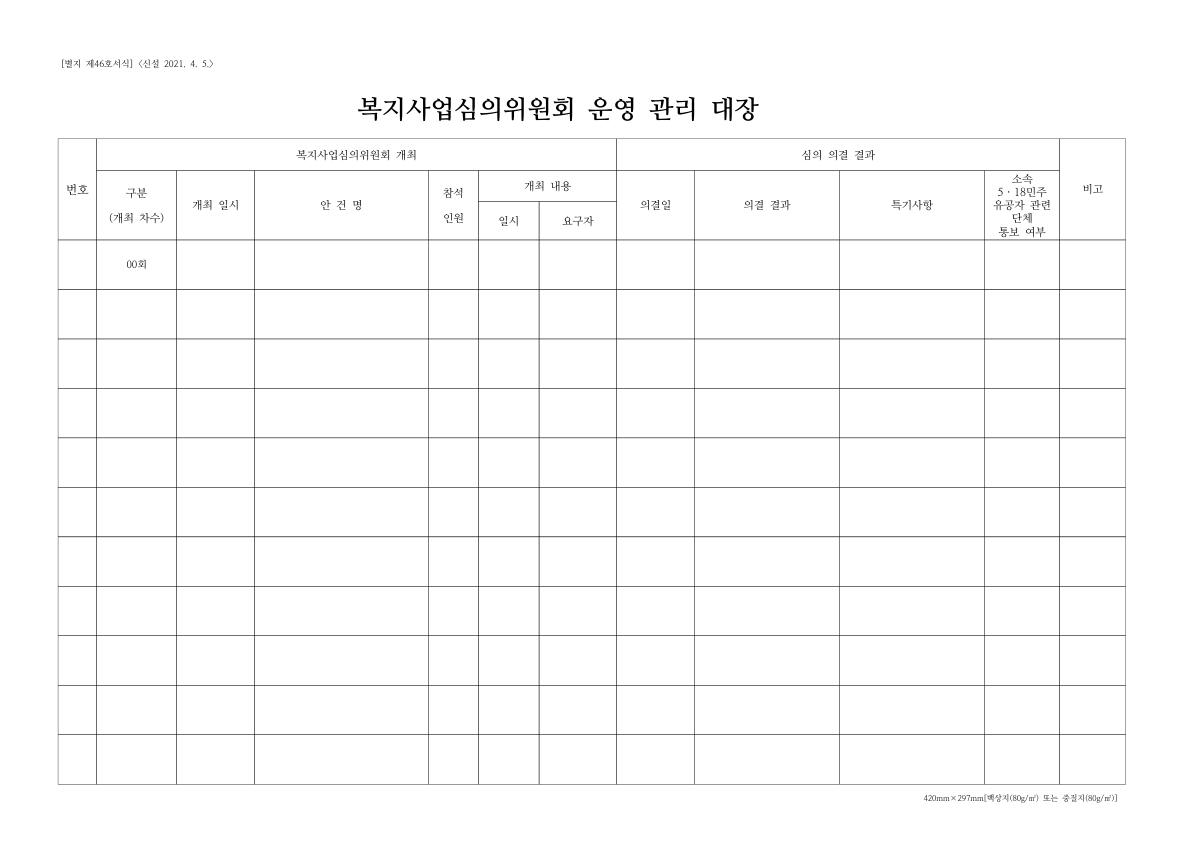 [별지 제46호서식] <신설 2021. 4. 5.>
복지사업심의위원회 운영 관리 대장
번호
복지사업심의위원회 개최
심의 의결 결과
비고
구분
(개최 차수)
개최 일시
안 건 명
참석
인원
개최 내용
일시
요구자
의결일
의결 결과
특기사항
소속
5ㆍ18민주
유공자 관련
단체
통보 여부
00회
420mm×297mm[백상지(80g/㎡) 또는 중질지(80g/㎡)]